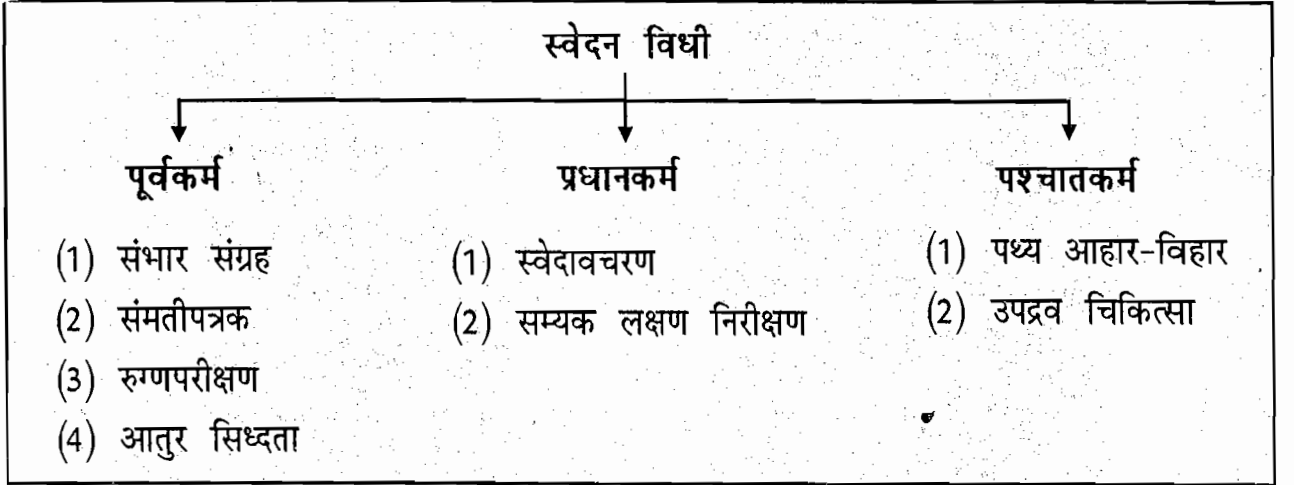 स्वेदन विधी
पूर्वकर्म
(1) संभार संग्रह
(2) संमतीपत्रक
(3) रुग्णपरीक्षण
(4) आतुर सिध्दता
प्रधानकर्म
(1) स्वेदावचरण
(2) सम्यक लक्षण निरीक्षण
पश्चातकर्म
(1) पथ्य आहार-विहार
(2) उपद्रव चिकित्सा